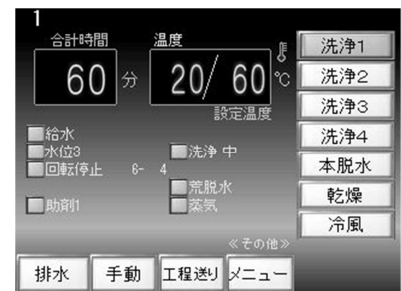 1
合計時間 温度
60 分 20/ 60 ℃
設定温度
給水
水位3 洗浄 中
回転停止 6- 4
荒脱水
助剤1 蒸気
≪その他≫
洗浄1
洗浄2
洗浄3
洗浄4
本脱水
乾燥
冷風
排水 手動 工程送り メニュー